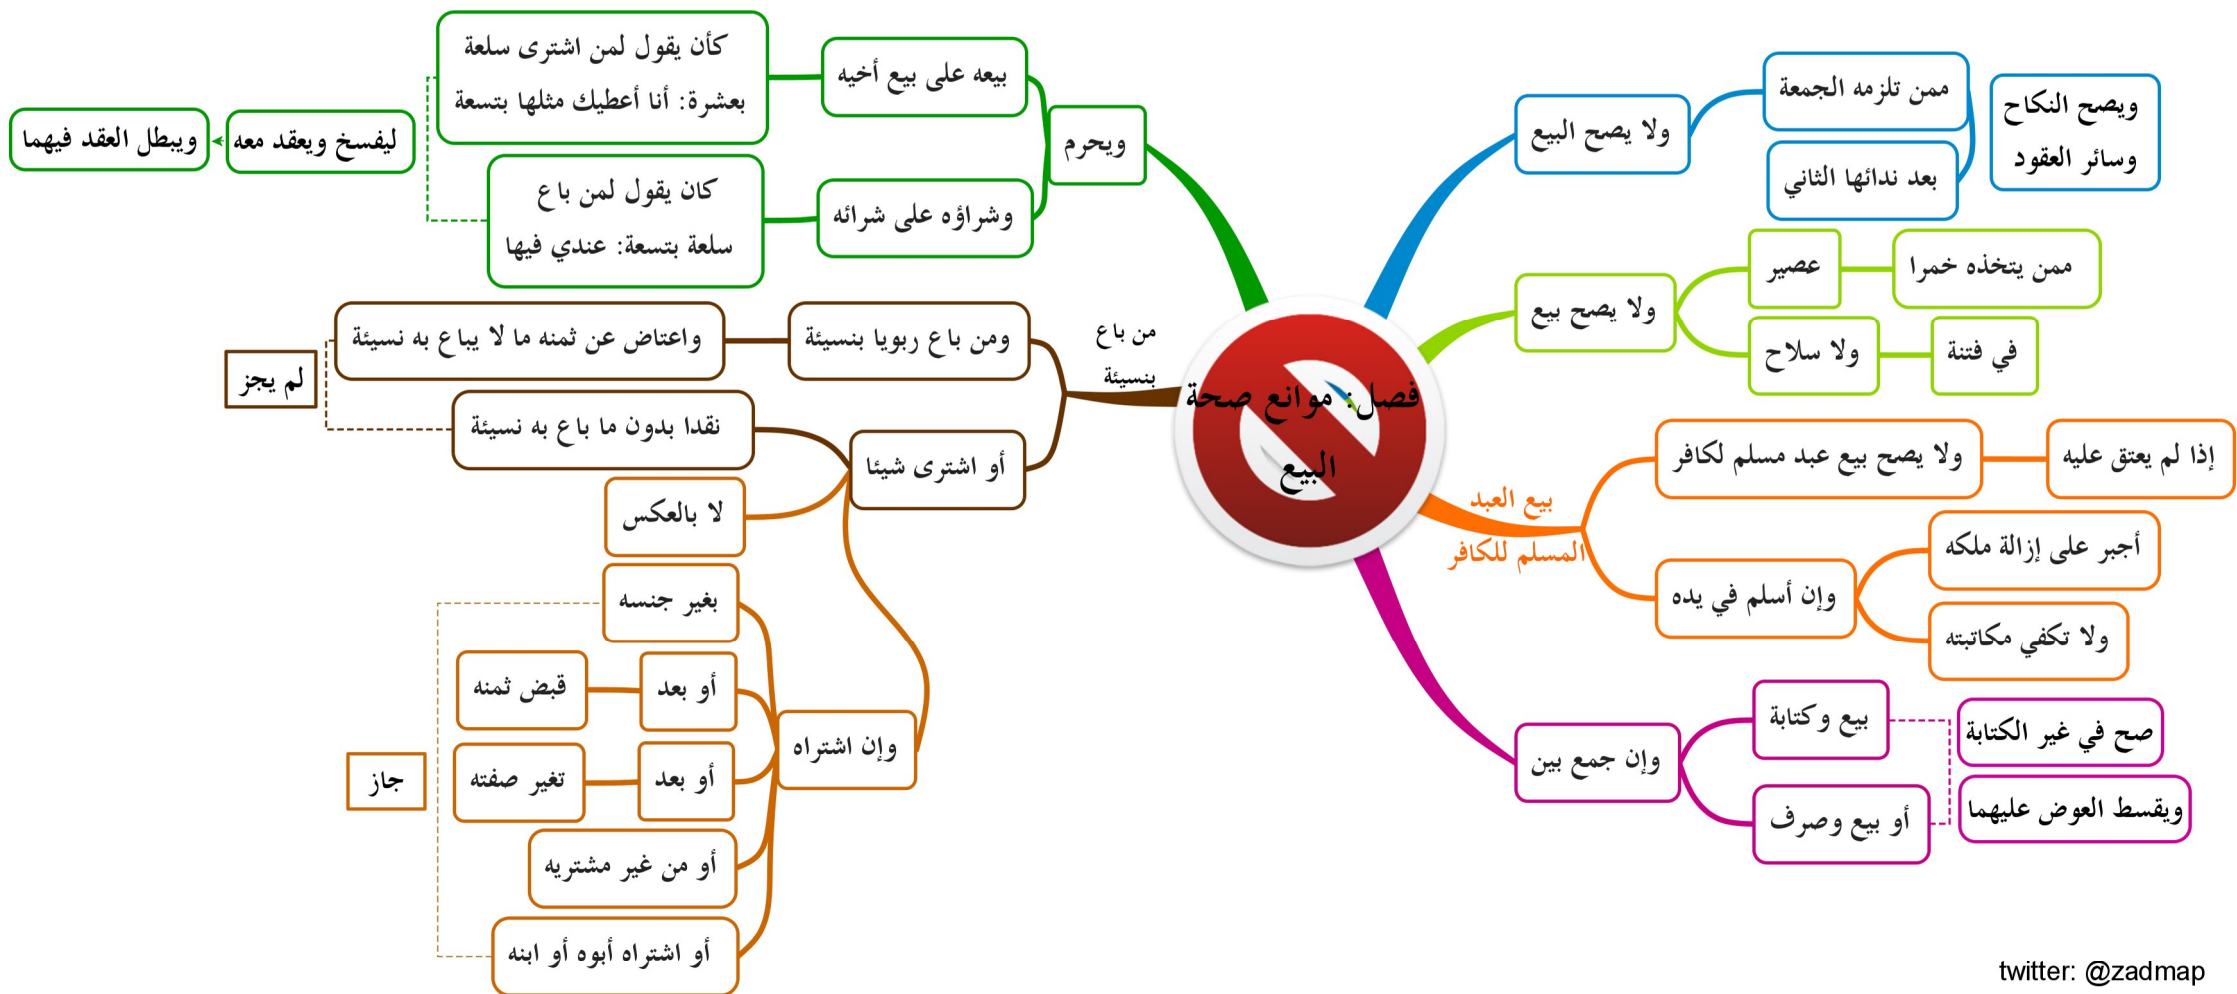 فصل: موانع صحة
البيع
ولا يصح البيع
ممن تلزمه الجمعة
بعد ندائها الثاني
ويصح النكاح
وسائر العقود
ولا يصح بيع
عصير
ممن يتخذه خمرا
ولا سلاح
في فتنة
بيع العبد
المسلم للكافر
ولا يصح بيع عبد مسلم لكافر
إذا لم يعتق عليه
وإن أسلم في يده
أجبر على إزالة ملكه
ولا تكفي مكاتبته
وإن جمع بين
بيع وكتابة
أو بيع وصرف
صح في غير الكتابة
ويقسط العوض عليهما
ويحرم
بيعه على بيع أخيه
كأن يقول لمن اشترى سلعة
بعشرة: أنا أعطيك مثلها بتسعة
وشراؤه على شرائه
كان يقول لمن باع
سلعة بتسعة: عندي فيها
ليفسخ ويعقد معه
ويبطل العقد فيهما
من باع
بنسيئة
ومن باع ربويا بنسيئة
واعتاض عن ثمنه ما لا يباع به نسيئة
أو اشترى شيئا
نقدا بدون ما باع به نسيئة
لم يجز
لا بالعكس
وإن اشتراه
بغير جنسه
أو بعد
قبض ثمنه
أو بعد
تغير صفته
أو من غير مشتريه
أو اشتراه أبوه أو ابنه
جاز
twitter: @zadmap